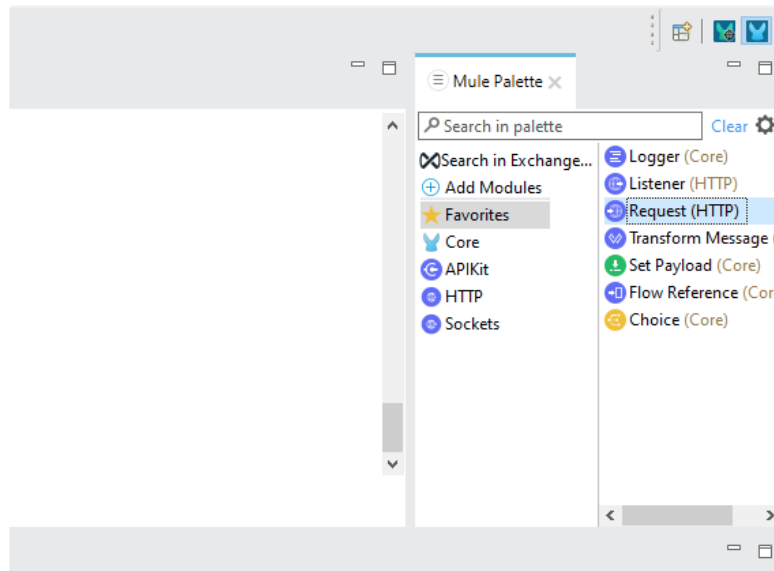 Mule Palette
Search in palette
Clear
Search in Exchange...
Add Modules
Favorites
Core
APIKit
HTTP
Sockets
Logger (Core)
Listener (HTTP)
Request (HTTP)
Transform Message (
Set Payload (Core)
Flow Reference (Cor
Choice (Core)